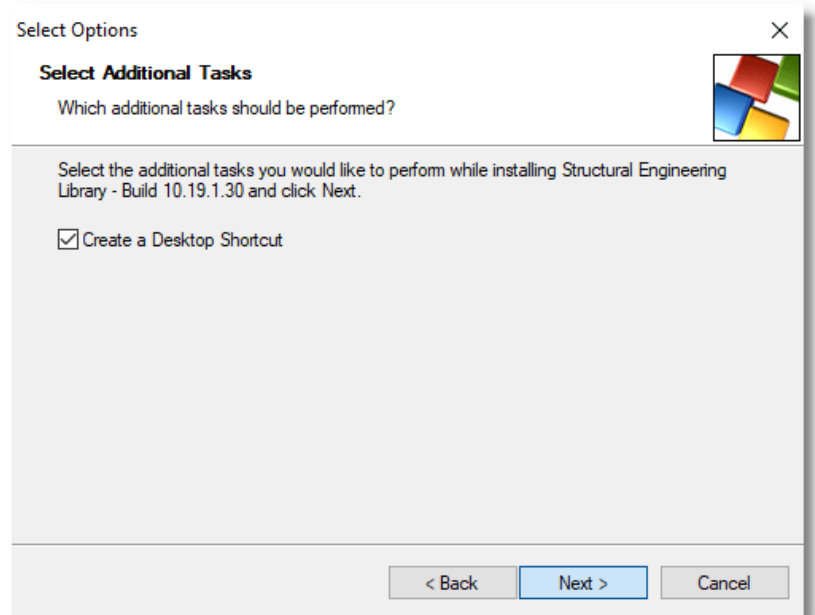 Select Options
Select Additional Tasks
Which additional tasks should be performed?
Select the additional tasks you would like to perform while installing Structural Engineering
Library - Build 10.19.1.30 and click Next.
Create a Desktop Shortcut
< Back
Next >
Cancel